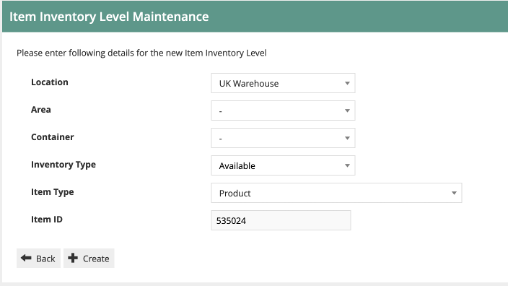 Item Inventory Level Maintenance
Please enter following details for the new Item Inventory Level
Location UK Warehouse
Area -
Container -
Inventory Type Available
Item Type Product
Item ID 535024
Back Create